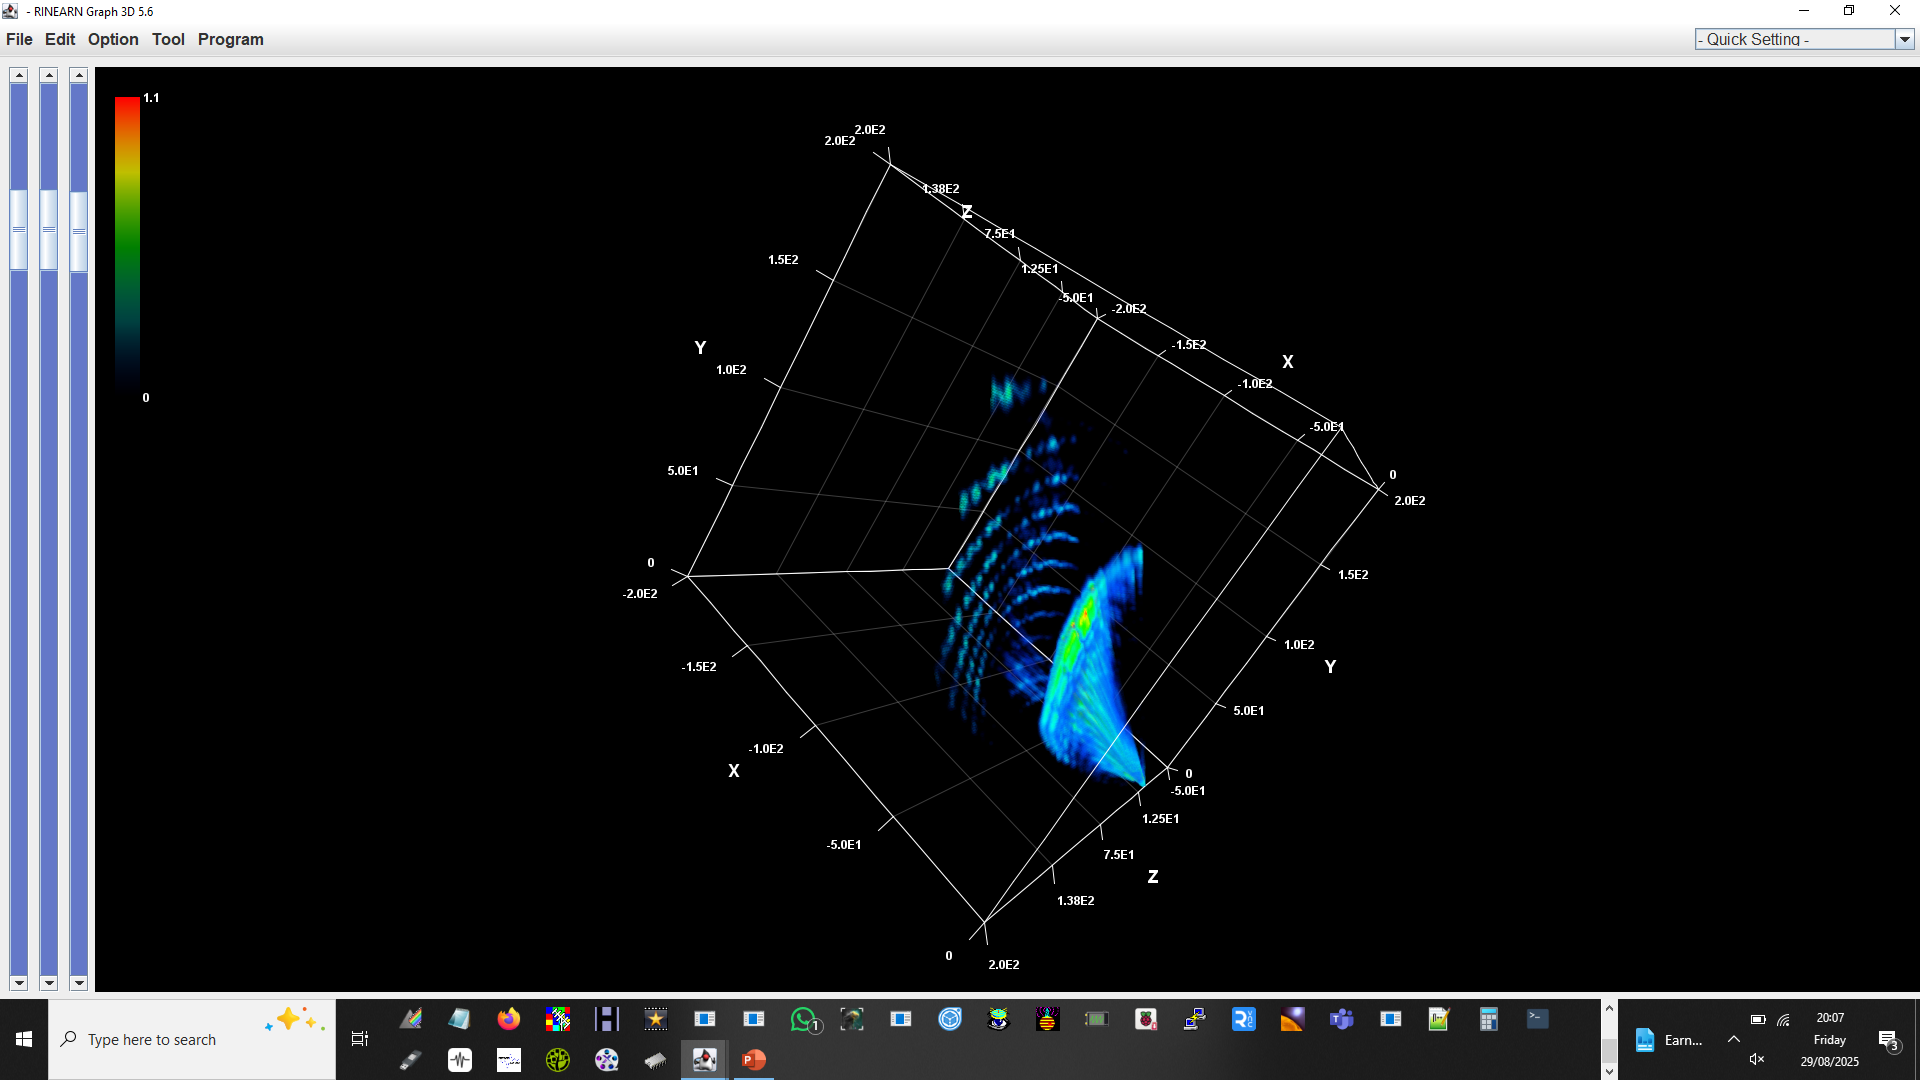 - RINEARN Graph 3D 5.6
File Edit Option Tool Program
- Quick Setting -
1.1
0
2.0E2
2.0E2
1.38E2
Z
7.5E1
1.25E1
-5.0E1
-2.0E2
-1.5E2
X
-1.0E2
-5.0E1
0
2.0E2
1.5E2
Y
1.0E2
5.0E1
0
-2.0E2
-1.5E2
X
-1.0E2
-5.0E1
0
2.0E2
1.5E2
1.0E2
Y
5.0E1
0
-5.0E1
1.25E1
7.5E1
Z
1.38E2
2.0E2
Type here to search
1
Earn...
20:07
Friday
29/08/2025
3